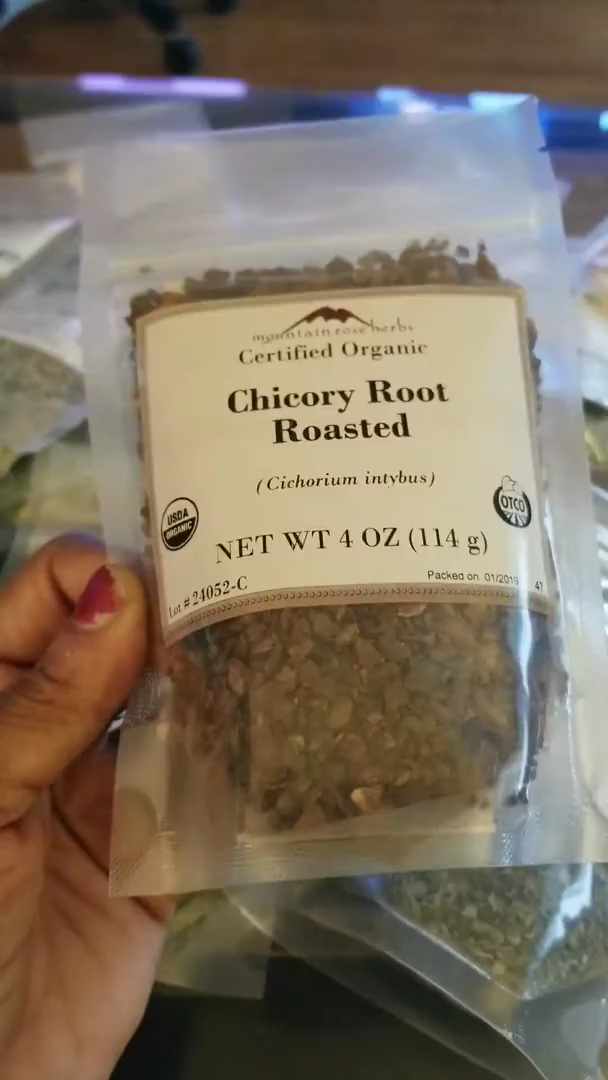 mountain rose herbs
Certified Organic
Chicory Root
Roasted
(Cichorium intybus)
USDA
ORGANIC
OTCO
NET WT 4 OZ (114 g)
Packed on 01/2019 47
Lot # 24052-C